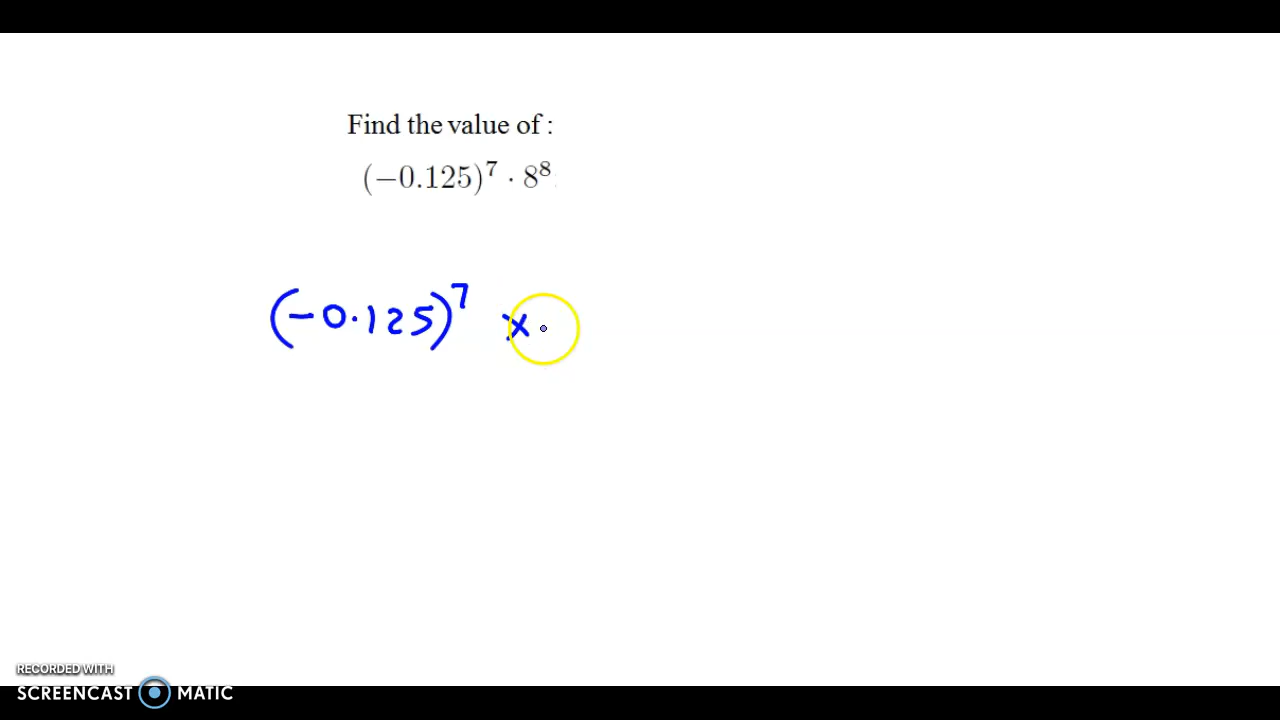 Find the value of :
(−0.125)⁷ · 8⁸
(-0.125)⁷ x
RECORDED WITH
SCREENCAST MATIC